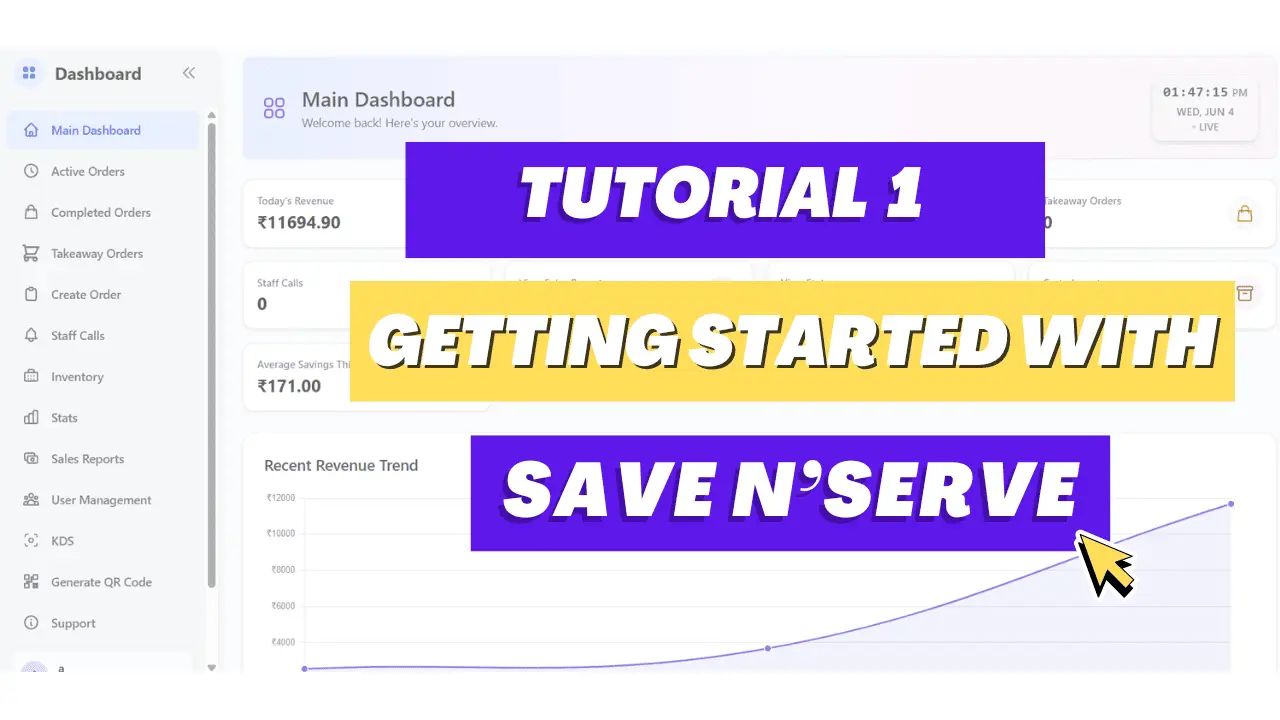 Dashboard
Main Dashboard
Active Orders
Completed Orders
Takeaway Orders
Create Order
Staff Calls
Inventory
Stats
Sales Reports
User Management
KDS
Generate QR Code
Support
a
Main Dashboard
Welcome back! Here's your overview.
01:47:15 PM
WED, JUN 4
LIVE
TUTORIAL 1
Today's Revenue
₹11694.90
Takeaway Orders
0
Staff Calls
0
GETTING STARTED WITH
Average Savings Thi
₹171.00
SAVE N’SERVE
Recent Revenue Trend
₹12000
₹10000
₹8000
₹6000
₹4000